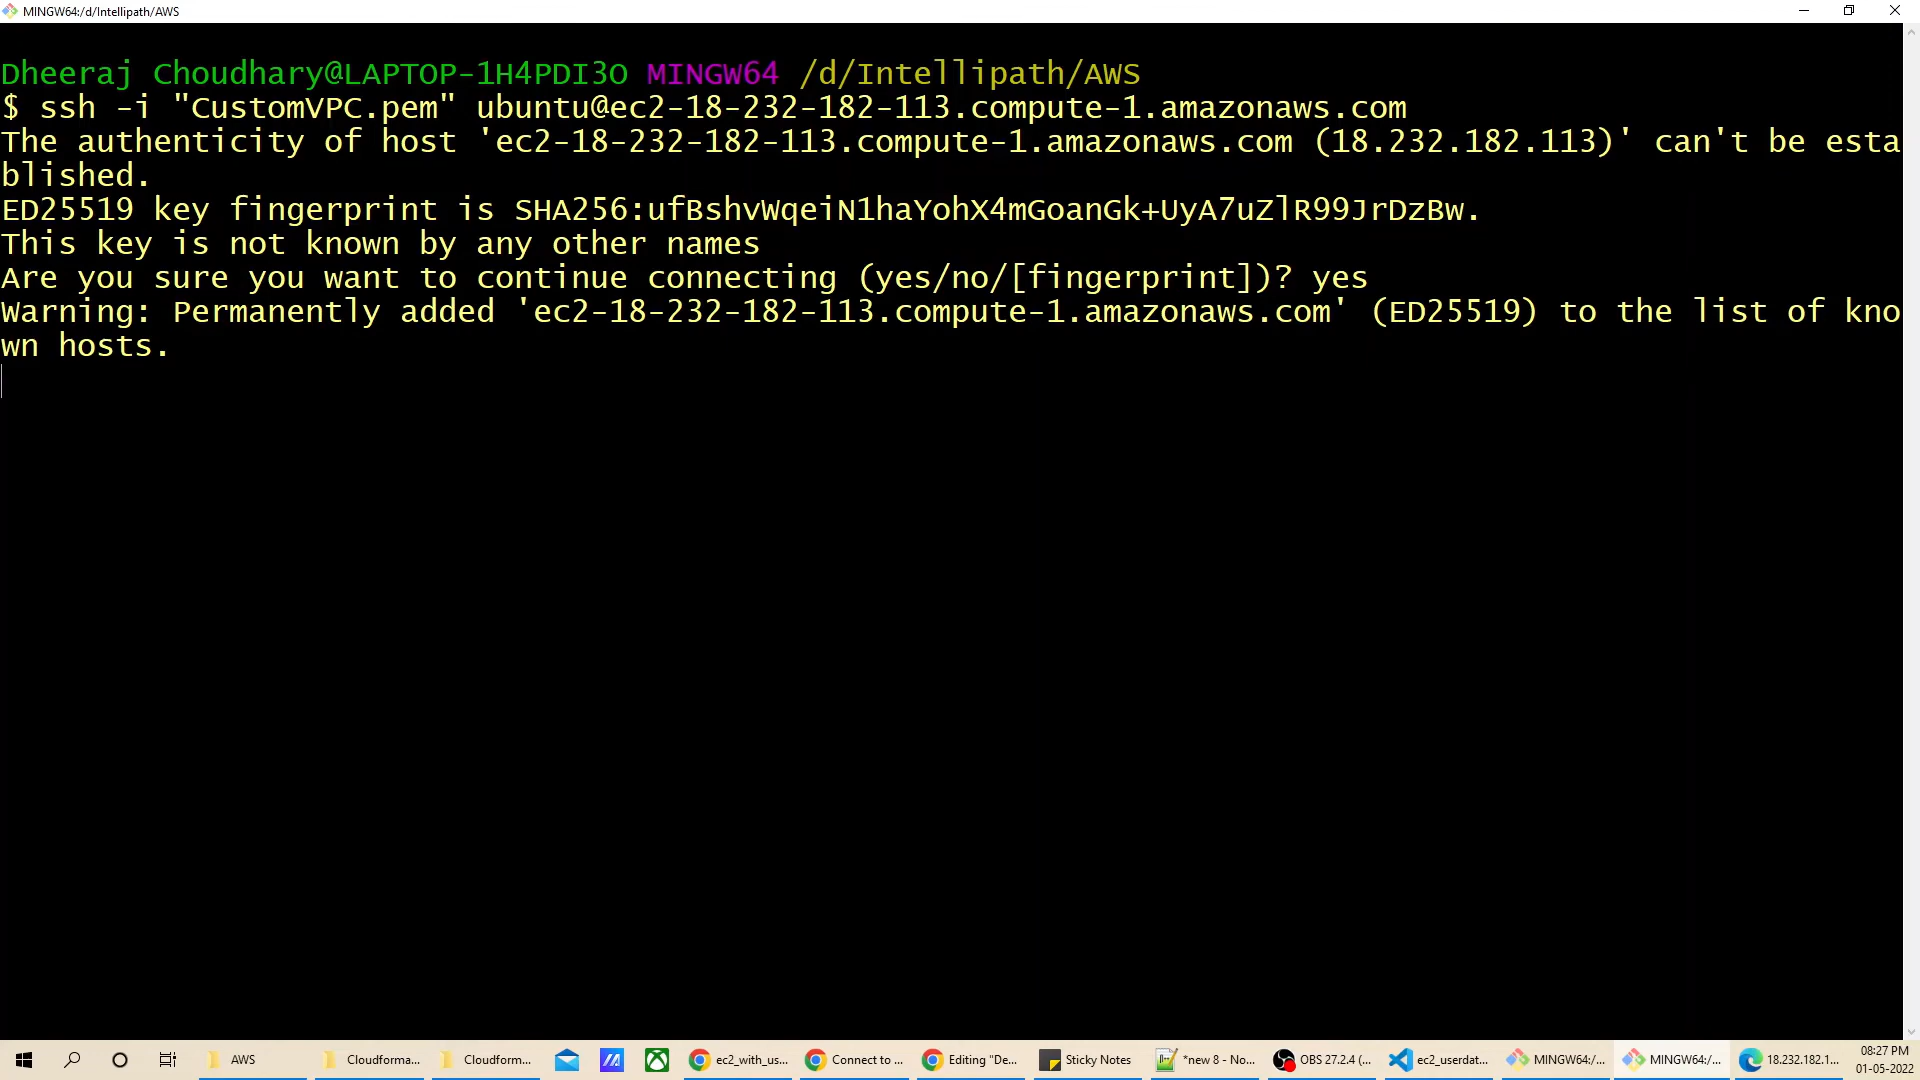 MINGW64:/d/Intellipath/AWS
Dheeraj Choudhary@LAPTOP-1H4PDI3O MINGW64 /d/Intellipath/AWS
$ ssh -i "CustomVPC.pem" ubuntu@ec2-18-232-182-113.compute-1.amazonaws.com
The authenticity of host 'ec2-18-232-182-113.compute-1.amazonaws.com (18.232.182.113)' can't be esta
blished.
ED25519 key fingerprint is SHA256:ufBshvWqeiN1haYohX4mGoanGk+UyA7uZlR99JrDzBw.
This key is not known by any other names
Are you sure you want to continue connecting (yes/no/[fingerprint])? yes
Warning: Permanently added 'ec2-18-232-182-113.compute-1.amazonaws.com' (ED25519) to the list of kno
wn hosts.
AWS Cloudforma... Cloudform... ec2_with_us... Connect to ... Editing "De... Sticky Notes *new 8 - No... OBS 27.2.4 (... ec2_userdat... MINGW64:/... MINGW64:/... 18.232.182.1... 08:27 PM
01-05-2022